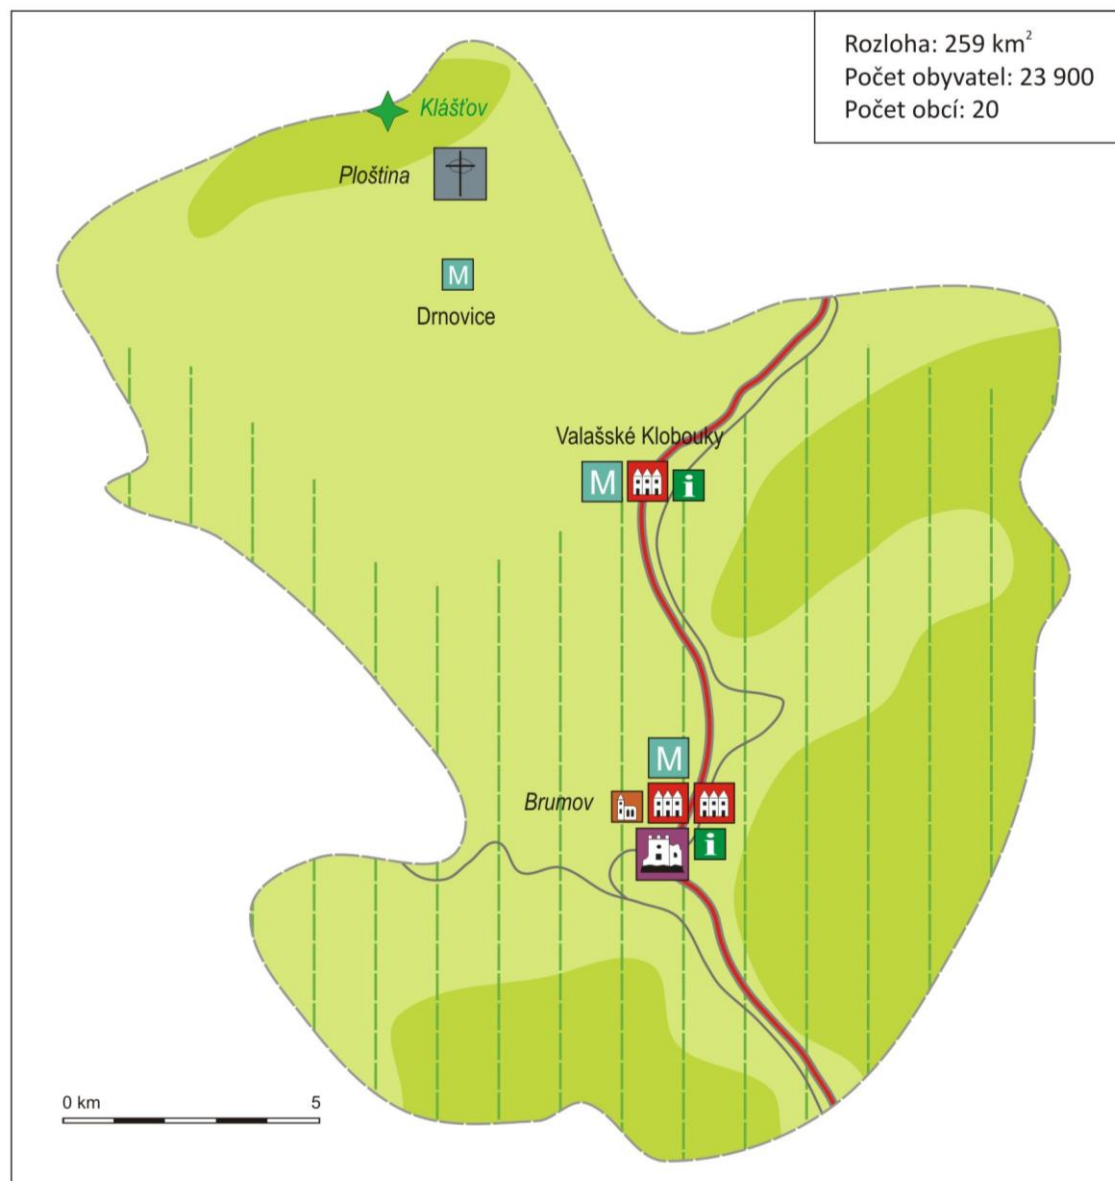 Rozloha: 259 km²
Počet obyvatel: 23 900
Počet obcí: 20
Klášťov
Ploština
M
Drnovice
Valašské Klobouky
M
i
M
Brumov
i
0 km 5